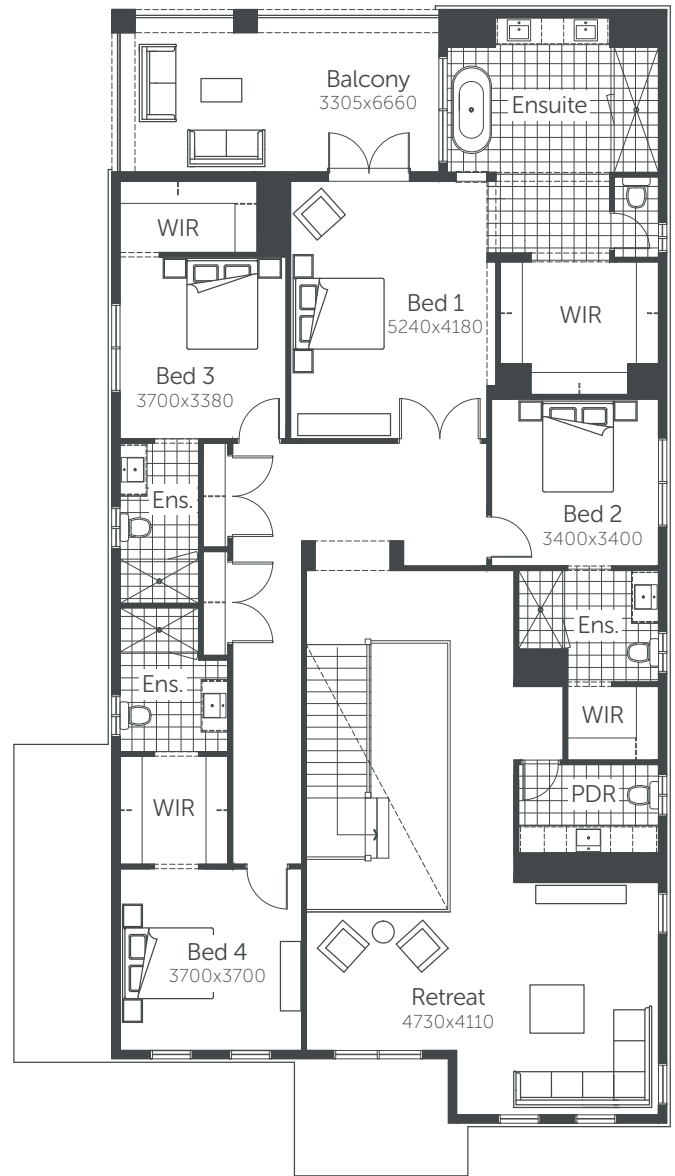 Balcony
3305x6660
Ensuite
WIR
Bed 1
5240x4180
WIR
Bed 3
3700x3380
Ens.
Bed 2
3400x3400
Ens.
Ens.
WIR
WIR
PDR
Bed 4
3700x3700
Retreat
4730x4110